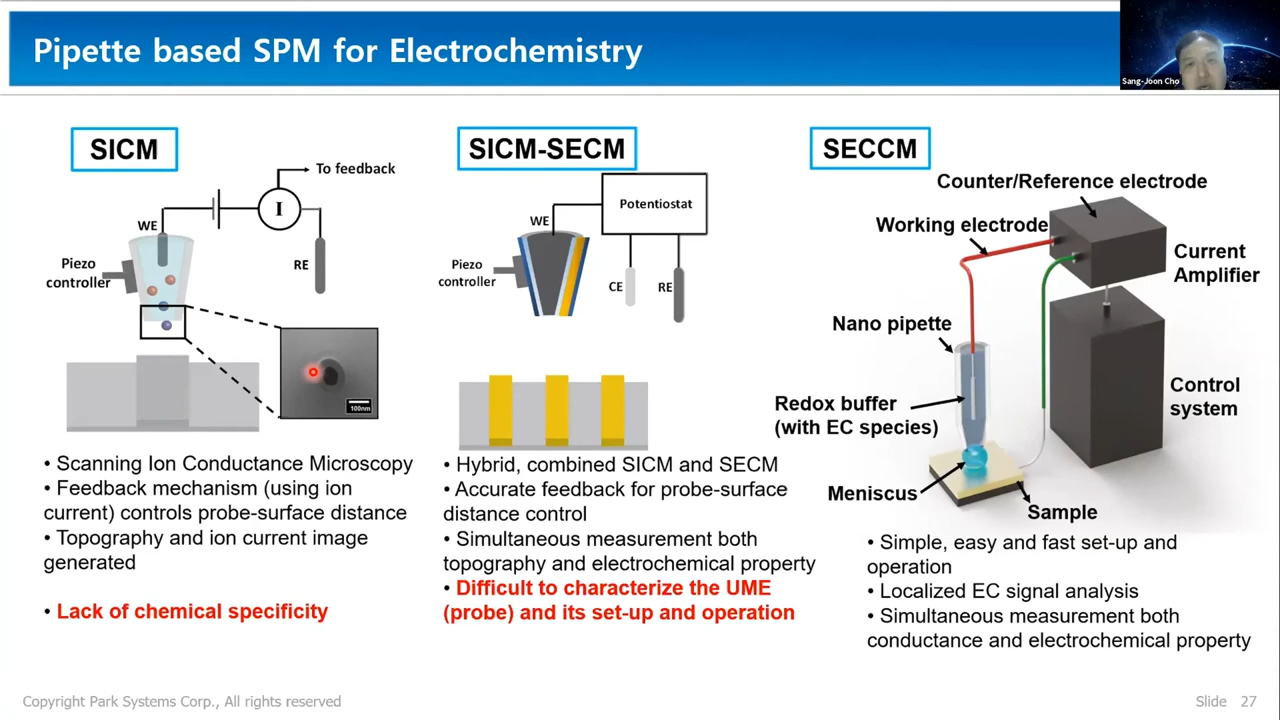 Pipette based SPM for Electrochemistry
Sang-Joon Cho
SICM
To feedback
I
WE
RE
Piezo
controller
100nm
• Scanning Ion Conductance Microscopy
• Feedback mechanism (using ion
current) controls probe-surface distance
• Topography and ion current image
generated
• Lack of chemical specificity
SICM-SECM
Potentiostat
WE
Piezo
controller
CE
RE
• Hybrid, combined SICM and SECM
• Accurate feedback for probe-surface
distance control
• Simultaneous measurement both
topography and electrochemical property
• Difficult to characterize the UME
(probe) and its set-up and operation
SECCM
Counter/Reference electrode
Working electrode
Current
Amplifier
Nano pipette
Control
system
Redox buffer
(with EC species)
Meniscus
Sample
• Simple, easy and fast set-up and
operation
• Localized EC signal analysis
• Simultaneous measurement both
conductance and electrochemical property
Copyright Park Systems Corp., All rights reserved
Slide 27